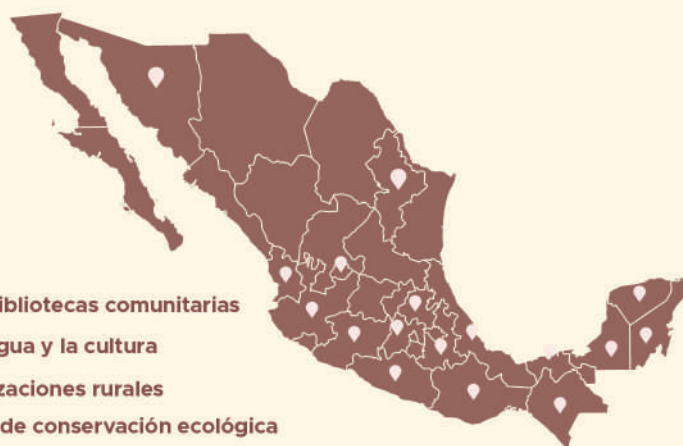 bibliotecas comunitarias
gua y la cultura
zaciones rurales
de conservación ecológica